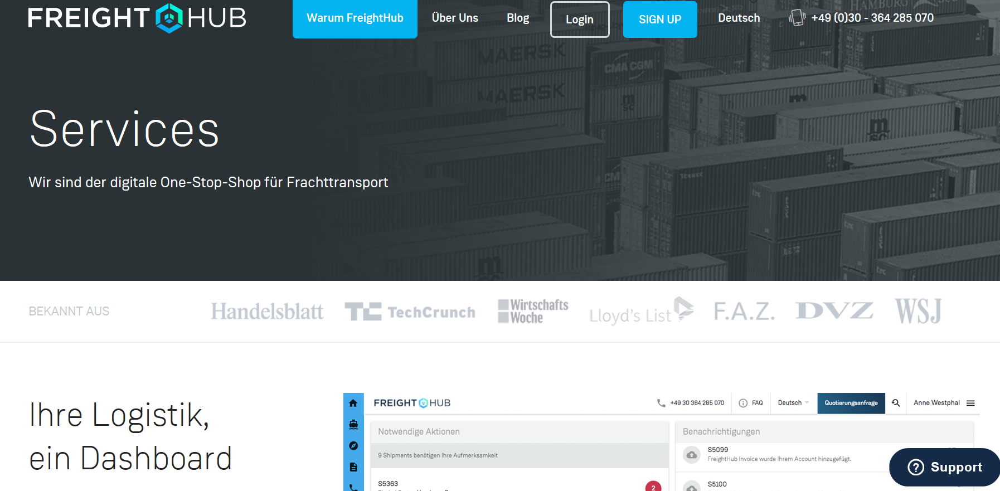 FREIGHT HUB
Warum FreightHub
Über Uns
Blog
Login
SIGN UP
Deutsch
+49 (0)30 - 364 285 070
HAMBURG SÜD
MAERSK
CMA CGM
MAERSK
Services
Wir sind der digitale One-Stop-Shop für Frachttransport
BEKANNT AUS
Handelsblatt
TC TechCrunch
Wirtschafts
Woche
Lloyd's List
F.A.Z.
DVZ
WSJ
Ihre Logistik,
ein Dashboard
FREIGHT HUB
+49 30 364 285 070
FAQ
Deutsch
Quotierungsanfrage
Anne Westphal
Notwendige Aktionen
9 Shipments benötigen Ihre Aufmerksamkeit
S5363
2
Benachrichtigungen
S5099
FreightHub Invoice wurde Ihrem Account hinzugefügt.
S5100
Support